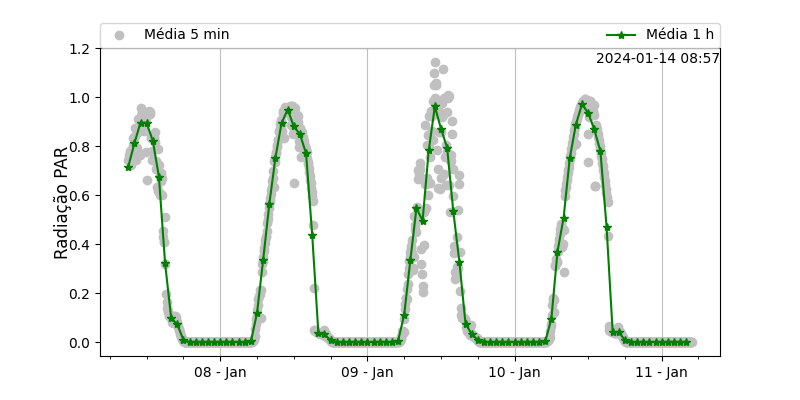 Média 5 min
Média 1 h
2024-01-14 08:57
1.2
1.0
0.8
0.6
0.4
0.2
0.0
Radiação PAR
08 - Jan
09 - Jan
10 - Jan
11 - Jan